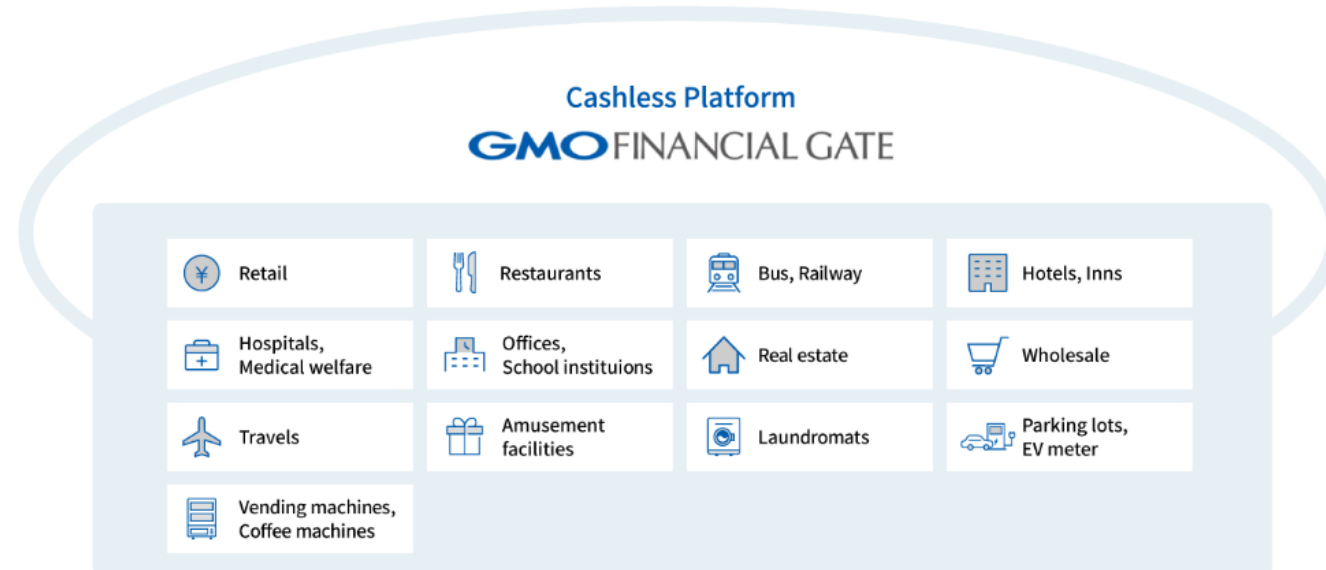 Cashless Platform
GMO FINANCIAL GATE
¥
Retail
Restaurants
Bus, Railway
Hotels, Inns
Hospitals,
Medical welfare
Offices,
School instituions
Real estate
Wholesale
Travels
Amusement
facilities
Laundromats
Parking lots,
EV meter
Vending machines,
Coffee machines